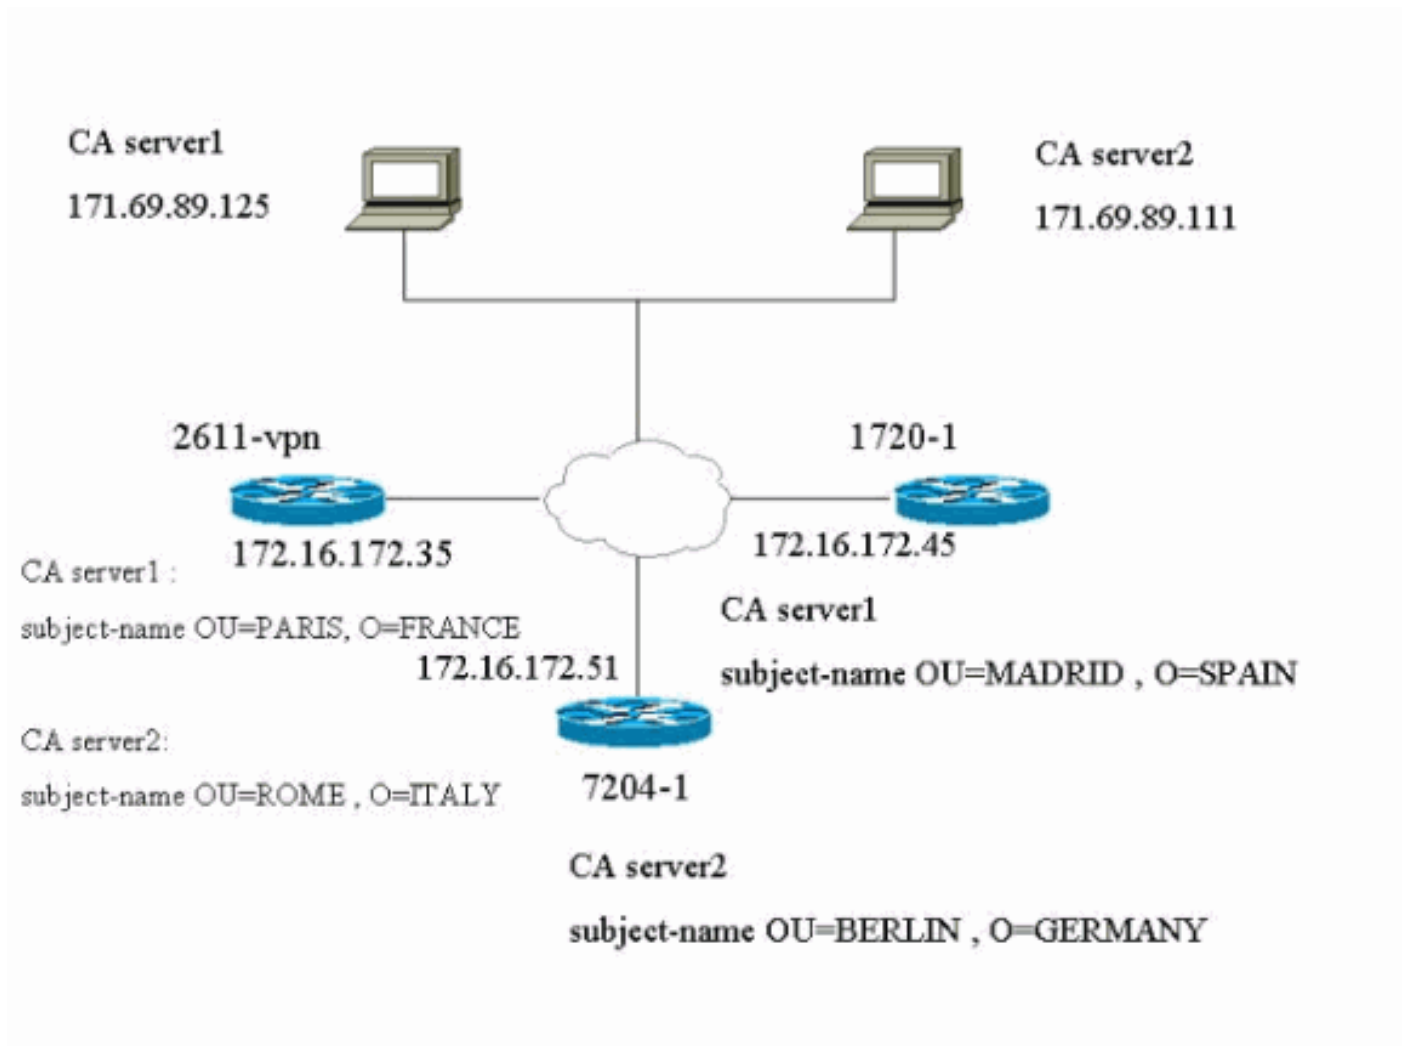 CA server1
171.69.89.125
CA server2
171.69.89.111
2611-vpn
1720-1
172.16.172.35
172.16.172.45
CA server1 :
subject-name OU=PARIS, O=FRANCE
CA server1
subject-name OU=MADRID , O=SPAIN
172.16.172.51
CA server2:
subject-name OU=ROME , O=ITALY
7204-1
CA server2
subject-name OU=BERLIN , O=GERMANY